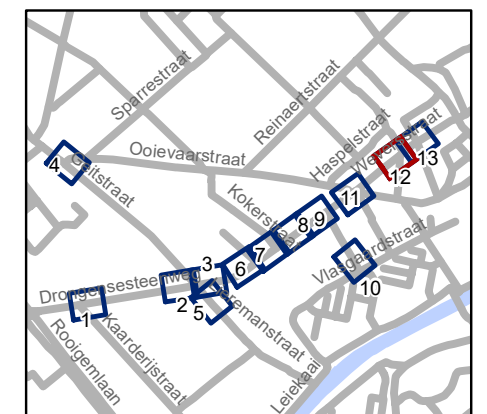 Sparrestraat
Reinaertstraat
Haspelstraat
Weversstraat
Ooievaarstraat
Geitstraat
Kokerstraat
Vlasgaardstraat
Drongensesteenweg
Kaarderijstraat
Rooigemlaan
Leiekaai
1
2
3
4
5
6
7
8
9
10
11
12
13